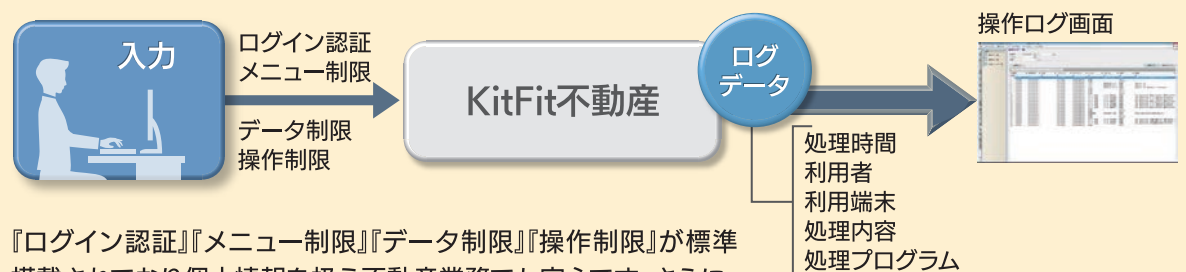 入力
ログイン認証
メニュー制限
データ制限
操作制限
KitFit不動産
ログ
データ
操作ログ画面
処理時間
利用者
利用端末
処理内容
処理プログラム
『ログイン認証』『メニュー制限』『データ制限』『操作制限』が標準